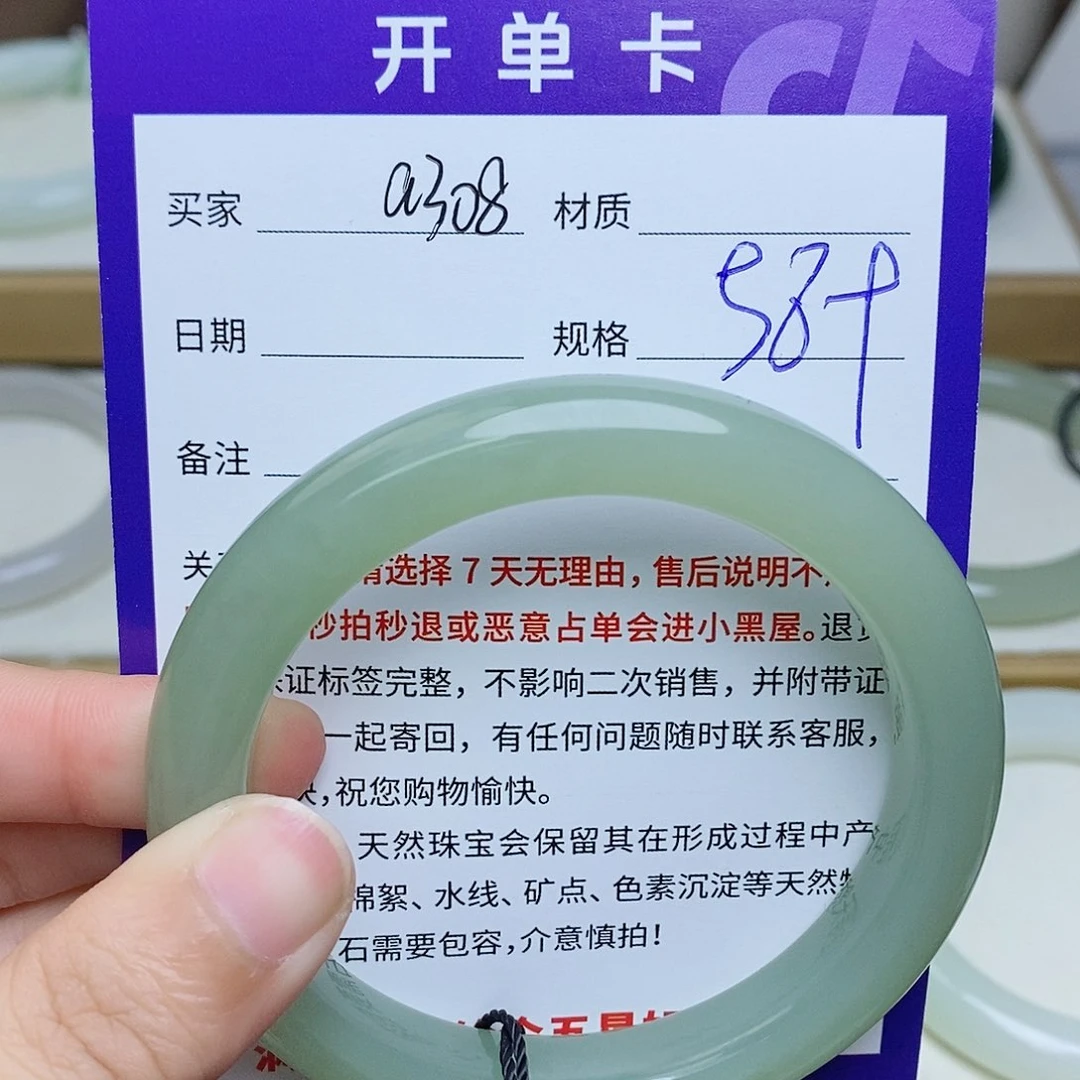 开单卡
买家 a308 材质
日期 规格
备注
请选择 7 天无理由，售后说明不
秒拍秒退或恶意占单会进小黑屋。退
证标签完整，不影响二次销售，并附带证
一起寄回，有任何问题随时联系客服，
祝您购物愉快。
天然珠宝会保留其在形成过程中产
棉絮、水线、矿点、色素沉淀等天然
石需要包容，介意慎拍！